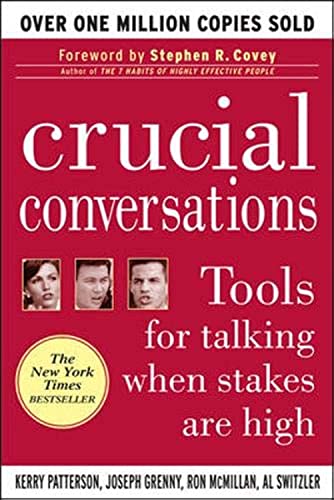 OVER ONE MILLION COPIES SOLD
Foreword by Stephen R. Covey
Author of THE 7 HABITS OF HIGHLY EFFECTIVE PEOPLE
crucial
conversations
Tools
for talking
when stakes
are high
The
New York
Times
BESTSELLER
KERRY PATTERSON, JOSEPH GRENNY, RON McMILLAN, AL SWITZLER